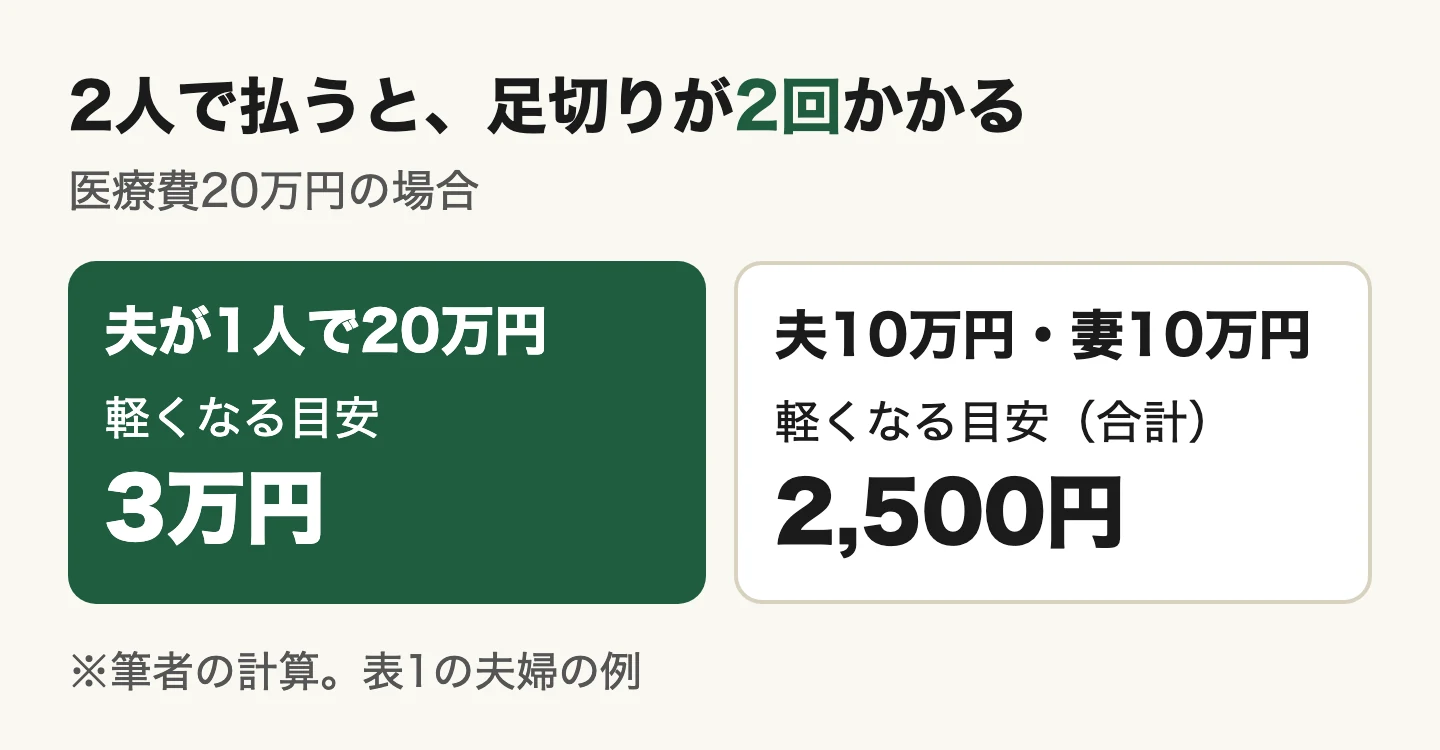 2人で払うと、足切りが2回かかる
医療費20万円の場合
夫が1人で20万円
軽くなる目安
3万円
夫10万円・妻10万円
軽くなる目安（合計）
2,500円
※筆者の計算。表1の夫婦の例